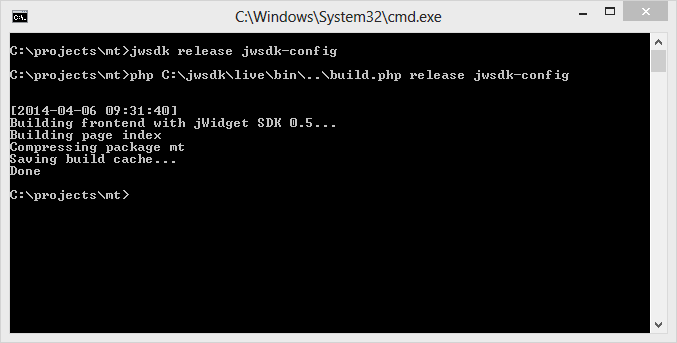 C:\Windows\System32\cmd.exe
C:\projects\mt>jwsdk release jwsdk-config
C:\projects\mt>php C:\jwsdk\live\bin\..\build.php release jwsdk-config
[2014-04-06 09:31:40]
Building frontend with jWidget SDK 0.5...
Building page index
Compressing package mt
Saving build cache...
Done
C:\projects\mt>